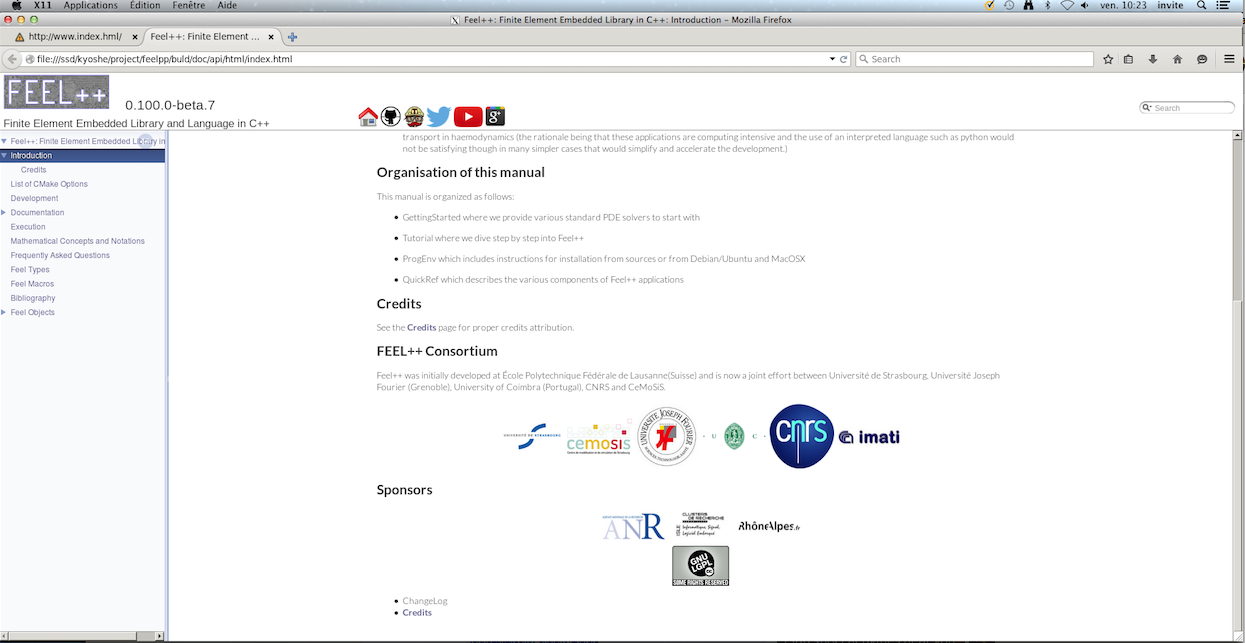 X11 Applications Édition Fenêtre Aide ven. 10:23 invite
Feel++: Finite Element Embedded Library in C++: Introduction – Mozilla Firefox
http://www.index.hml/ × Feel++: Finite Element ... ×
file:///ssd/kyoshe/project/feelpp/buld/doc/api/html/index.html Search
FEEL++ 0.100.0-beta.7
Finite Element Embedded Library and Language in C++
Search
Feel++: Finite Element Embedded Library in
Introduction
Credits
List of CMake Options
Development
Documentation
Execution
Mathematical Concepts and Notations
Frequently Asked Questions
Feel Types
Feel Macros
Bibliography
Feel Objects
transport in haemodynamics (the rationale being that these applications are computing intensive and the use of an interpreted language such as python would
not be satisfying though in many simpler cases that would simplify and accelerate the development.)
Organisation of this manual
This manual is organized as follows:
GettingStarted where we provide various standard PDE solvers to start with
Tutorial where we dive step by step into Feel++
ProgEnv which includes instructions for installation from sources or from Debian/Ubuntu and MacOSX
QuickRef which describes the various components of Feel++ applications
Credits
See the Credits page for proper credits attribution.
FEEL++ Consortium
Feel++ was initially developed at École Polytechnique Fédérale de Lausanne(Suisse) and is now a joint effort between Université de Strasbourg, Université Joseph
Fourier (Grenoble), University of Coimbra (Portugal), CNRS and CeMoSiS.
UNIVERSITÉ DE STRASBOURG
cemosis
UNIVERSITÉ JOSEPH FOURIER
· U C ·
cnrs
imati
Sponsors
ANR
CLUSTERS DE RECHERCHE
ISLE Informatique, Signal,
Logiciel Embarqué
RhôneAlpes.fr
GNU
LGPL
SOME RIGHTS RESERVED
ChangeLog
Credits